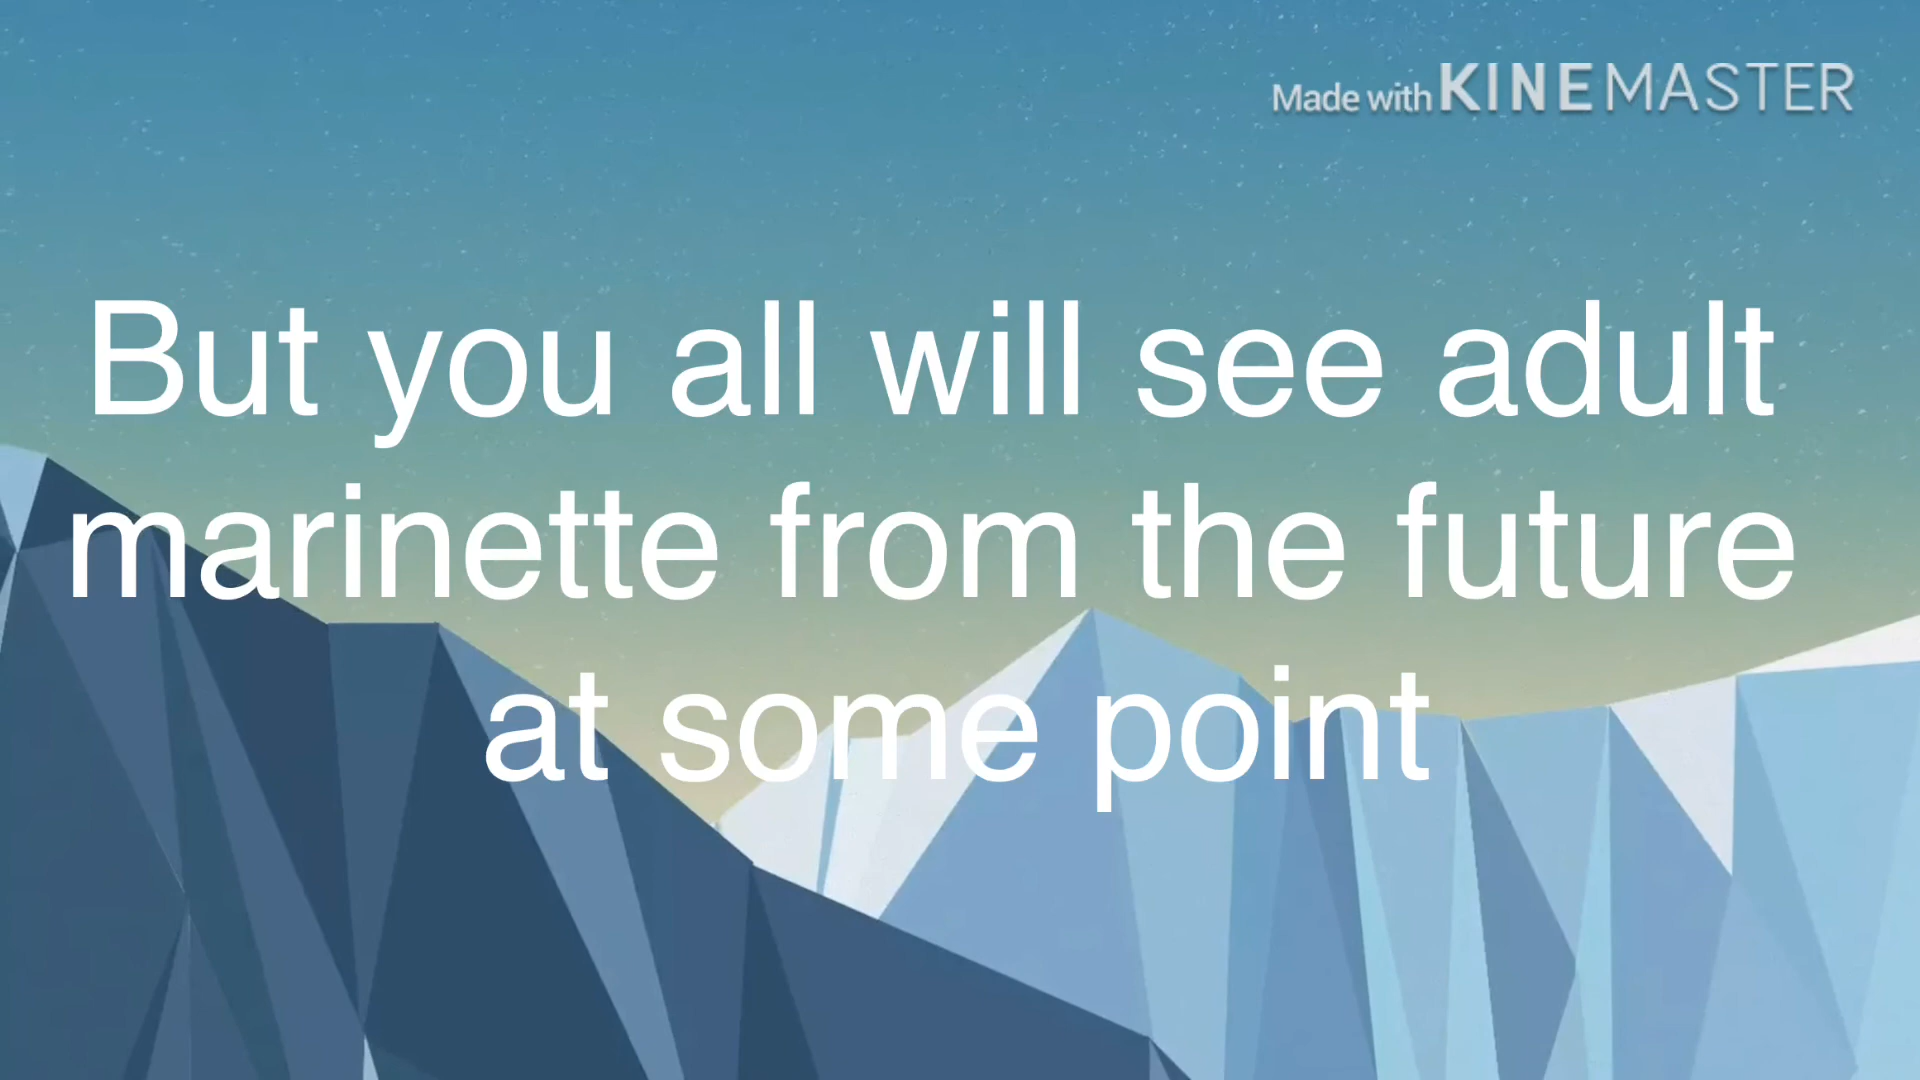 Made with KINEMASTER
But you all will see adult
marinette from the future
at some point